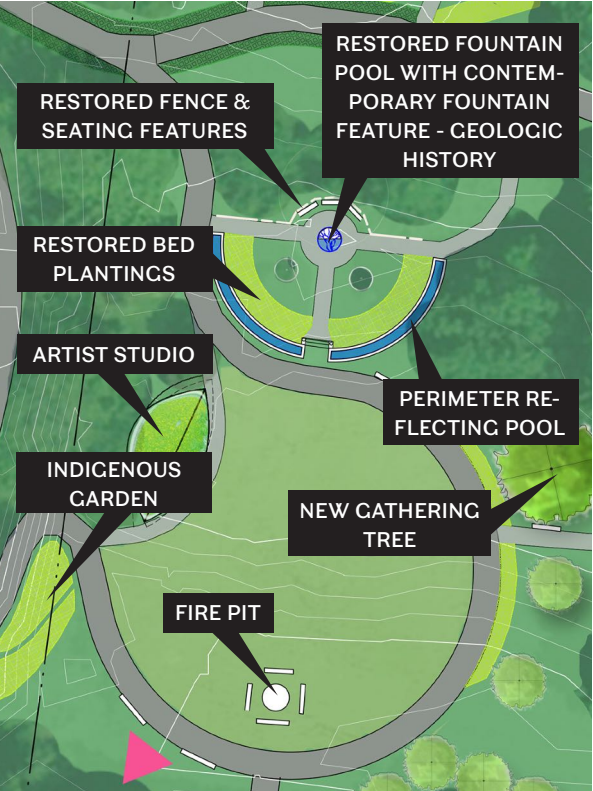 RESTORED FOUNTAIN
POOL WITH CONTEM-
PORARY FOUNTAIN
FEATURE - GEOLOGIC
HISTORY
RESTORED FENCE &
SEATING FEATURES
RESTORED BED
PLANTINGS
ARTIST STUDIO
PERIMETER RE-
FLECTING POOL
INDIGENOUS
GARDEN
NEW GATHERING
TREE
FIRE PIT